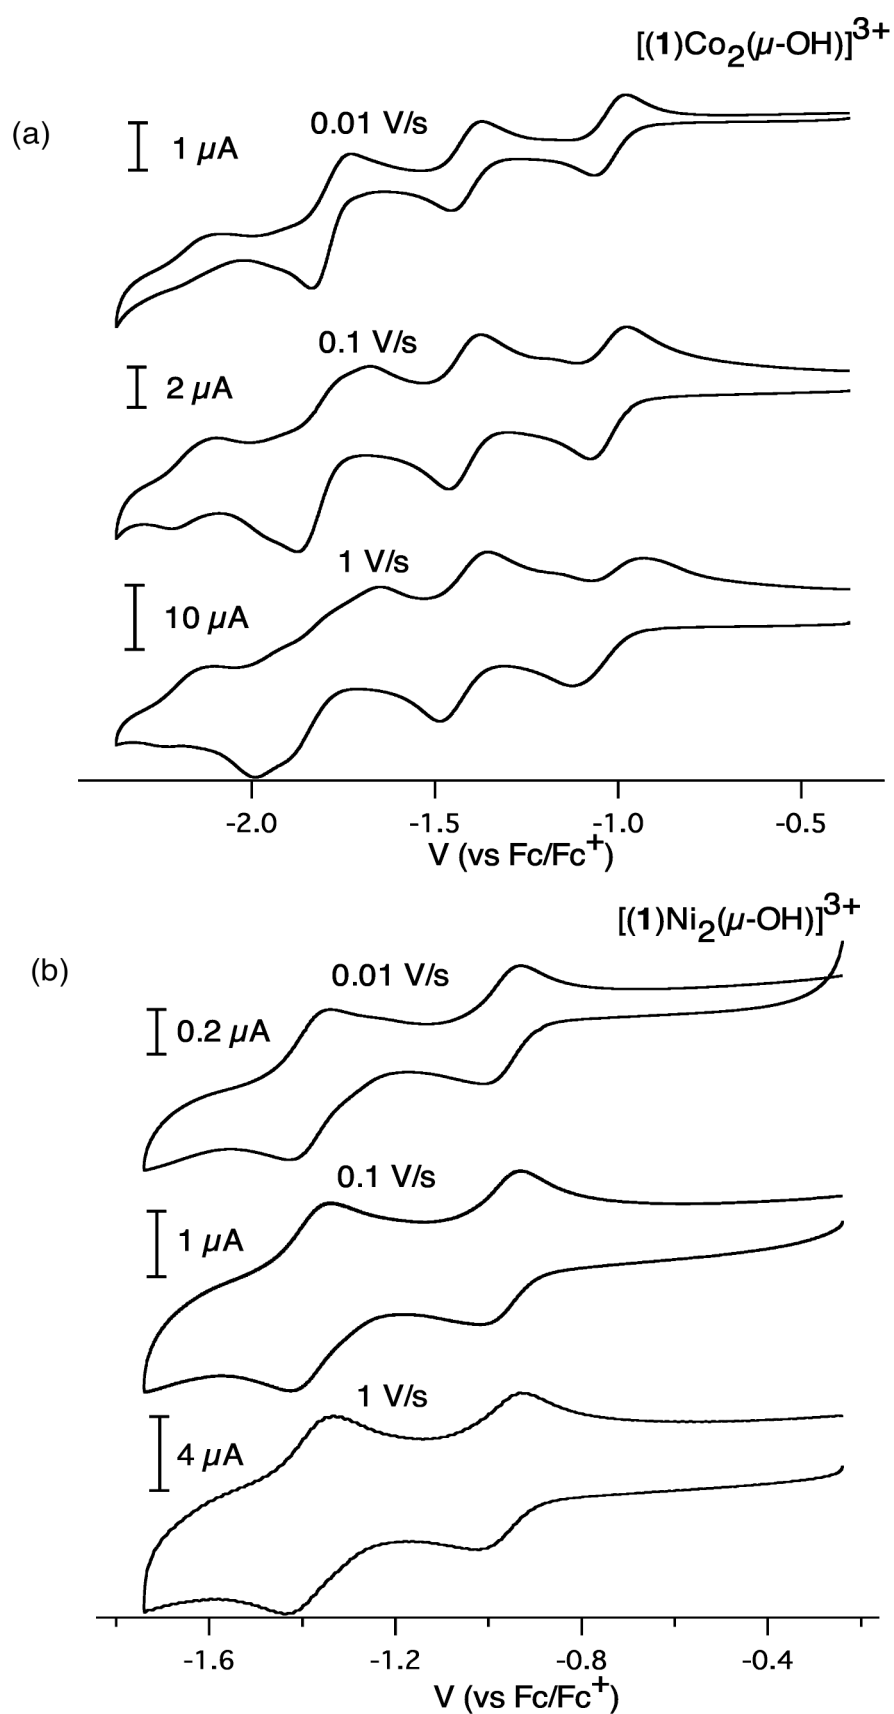 [(1)Co₂(μ-OH)]³⁺
(a)
0.01 V/s
1 μA
0.1 V/s
2 μA
1 V/s
10 μA
-2.0 -1.5 -1.0 -0.5
V (vs Fc/Fc⁺)
[(1)Ni₂(μ-OH)]³⁺
(b)
0.01 V/s
0.2 μA
0.1 V/s
1 μA
1 V/s
4 μA
-1.6 -1.2 -0.8 -0.4
V (vs Fc/Fc⁺)